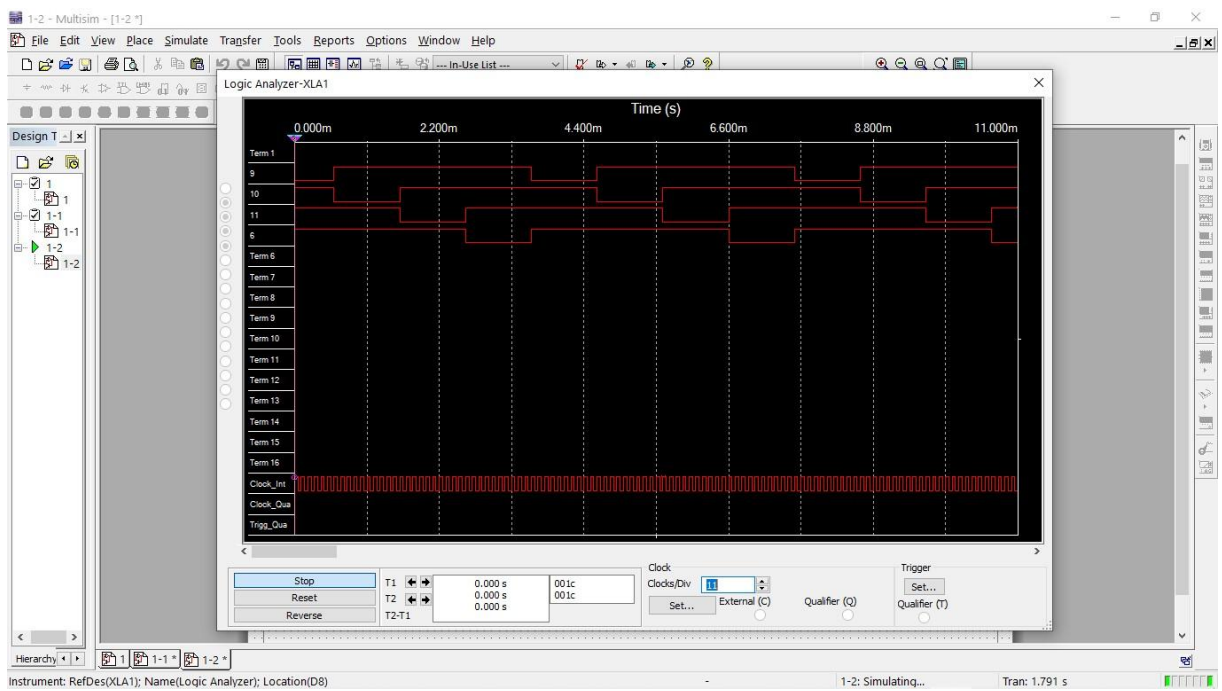 1-2 - Multisim - [1-2 *]
File Edit View Place Simulate Transfer Tools Reports Options Window Help
--- In-Use List ---
Logic Analyzer-XLA1
Time (s)
0.000m 2.200m 4.400m 6.600m 8.800m 11.000m
Design T
1
1
1-1
1-1
1-2
1-2
Term 1
9
10
11
6
Term 6
Term 7
Term 8
Term 9
Term 10
Term 11
Term 12
Term 13
Term 14
Term 15
Term 16
Clock_Int
Clock_Qua
Trigg_Qua
Stop
Reset
Reverse
T1 0.000 s 001c
T2 0.000 s 001c
T2-T1 0.000 s
Clock
Clocks/Div 11
Set... External (C) Qualifier (Q)
Trigger
Set...
Qualifier (T)
Hierarchy 1 1-1 * 1-2 *
Instrument: RefDes(XLA1); Name(Logic Analyzer); Location(D8) - 1-2: Simulating... Tran: 1.791 s